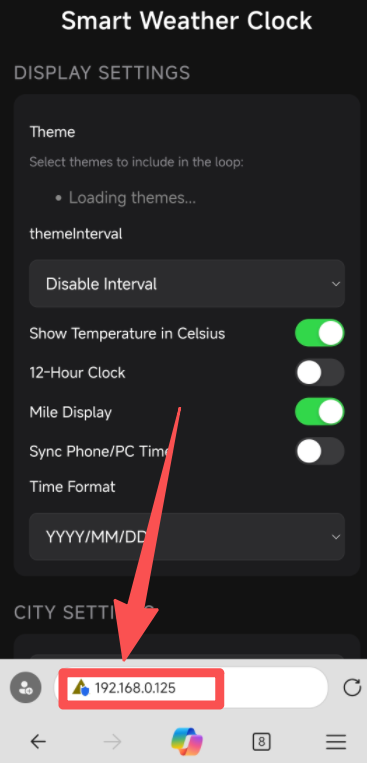 Smart Weather Clock
DISPLAY SETTINGS
Theme
Select themes to include in the loop:
• Loading themes...
themeInterval
Disable Interval
Show Temperature in Celsius
12-Hour Clock
Mile Display
Sync Phone/PC Time
Time Format
YYYY/MM/DD
CITY SETTINGS
192.168.0.125
8